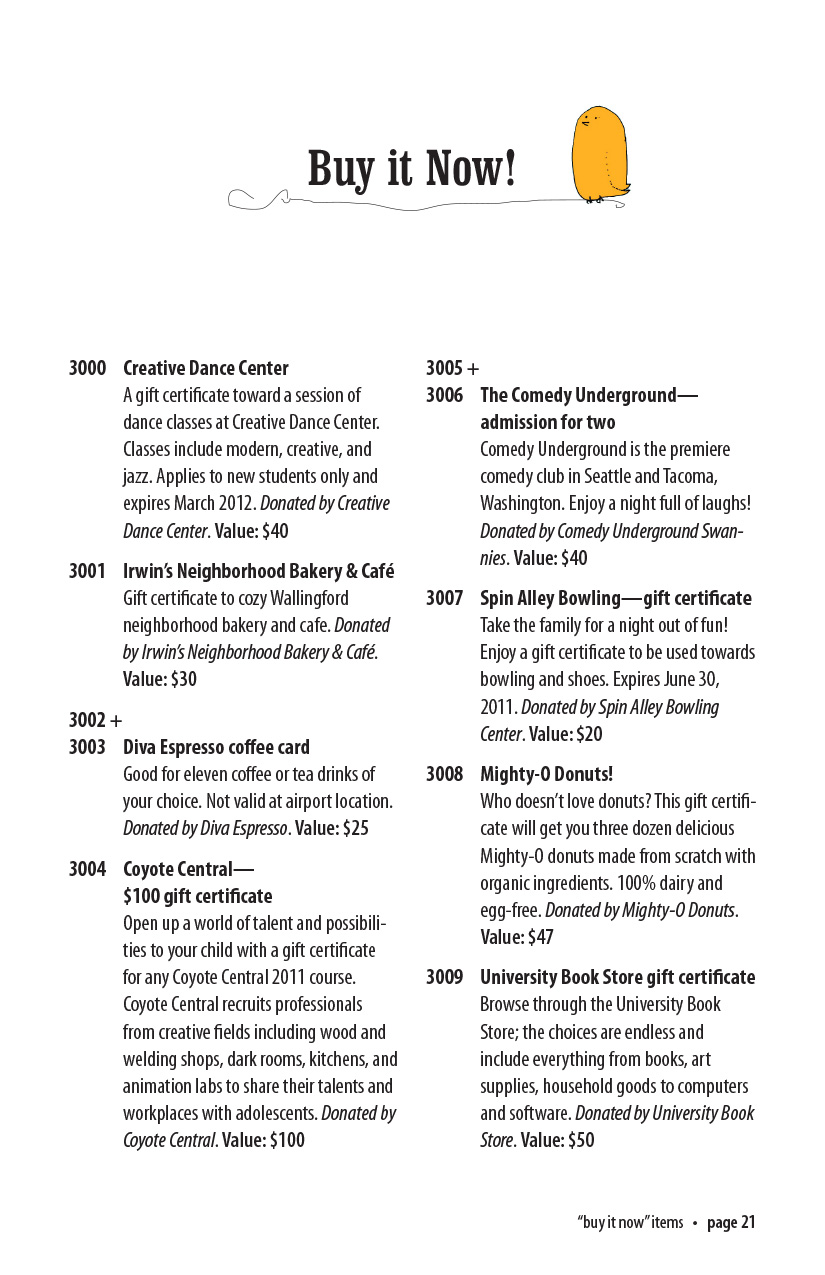 Buy it Now!
3000 Creative Dance Center
A gift certificate toward a session of
dance classes at Creative Dance Center.
Classes include modern, creative, and
jazz. Applies to new students only and
expires March 2012. Donated by Creative
Dance Center. Value: $40
3001 Irwin’s Neighborhood Bakery & Café
Gift certificate to cozy Wallingford
neighborhood bakery and cafe. Donated
by Irwin’s Neighborhood Bakery & Café.
Value: $30
3002 +
3003 Diva Espresso coffee card
Good for eleven coffee or tea drinks of
your choice. Not valid at airport location.
Donated by Diva Espresso. Value: $25
3004 Coyote Central—
$100 gift certificate
Open up a world of talent and possibili-
ties to your child with a gift certificate
for any Coyote Central 2011 course.
Coyote Central recruits professionals
from creative fields including wood and
welding shops, dark rooms, kitchens, and
animation labs to share their talents and
workplaces with adolescents. Donated by
Coyote Central. Value: $100
3005 +
3006 The Comedy Underground—
admission for two
Comedy Underground is the premiere
comedy club in Seattle and Tacoma,
Washington. Enjoy a night full of laughs!
Donated by Comedy Underground Swan-
nies. Value: $40
3007 Spin Alley Bowling—gift certificate
Take the family for a night out of fun!
Enjoy a gift certificate to be used towards
bowling and shoes. Expires June 30,
2011. Donated by Spin Alley Bowling
Center. Value: $20
3008 Mighty-O Donuts!
Who doesn’t love donuts? This gift certifi-
cate will get you three dozen delicious
Mighty-O donuts made from scratch with
organic ingredients. 100% dairy and
egg-free. Donated by Mighty-O Donuts.
Value: $47
3009 University Book Store gift certificate
Browse through the University Book
Store; the choices are endless and
include everything from books, art
supplies, household goods to computers
and software. Donated by University Book
Store. Value: $50
“buy it now” items • page 21